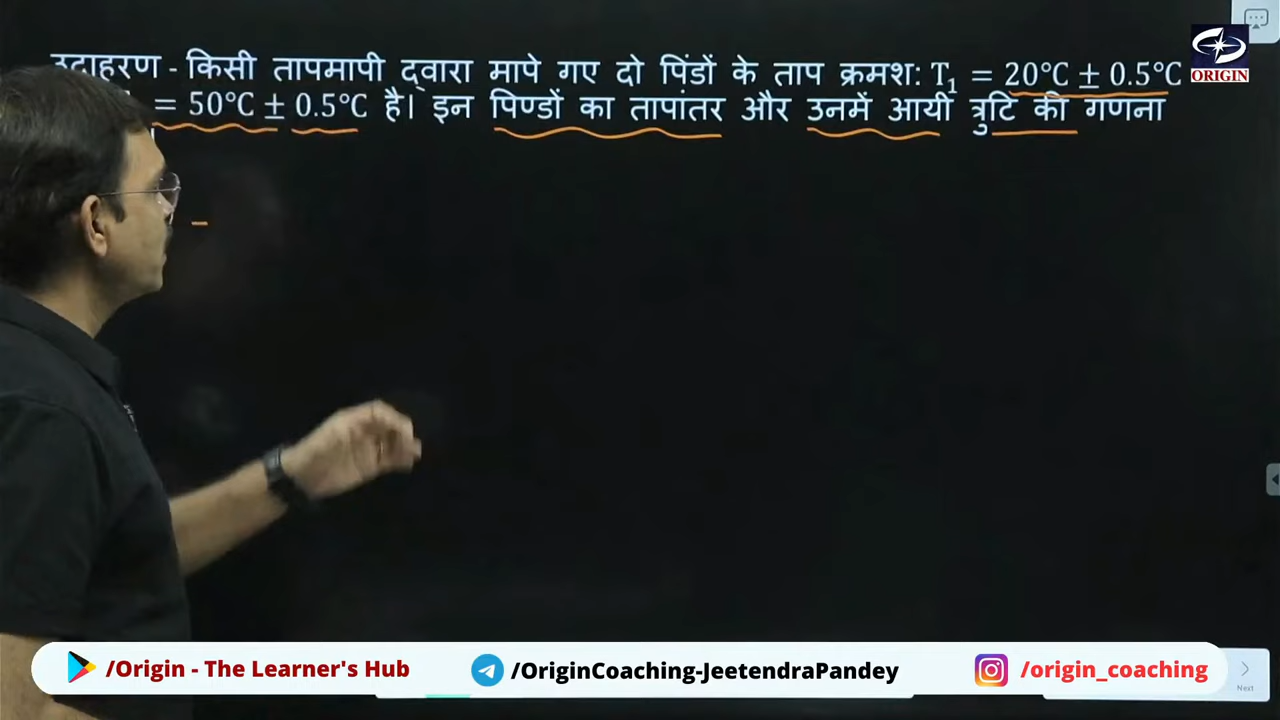 उदाहरण - किसी तापमापी द्वारा मापे गए दो पिंडों के ताप क्रमश: T₁ = 20°C ± 0.5°C
= 50°C ± 0.5°C है। इन पिण्डों का तापांतर और उनमें आयी त्रुटि की गणना
ORIGIN
/Origin - The Learner's Hub
/OriginCoaching-JeetendraPandey
/origin_coaching
Next